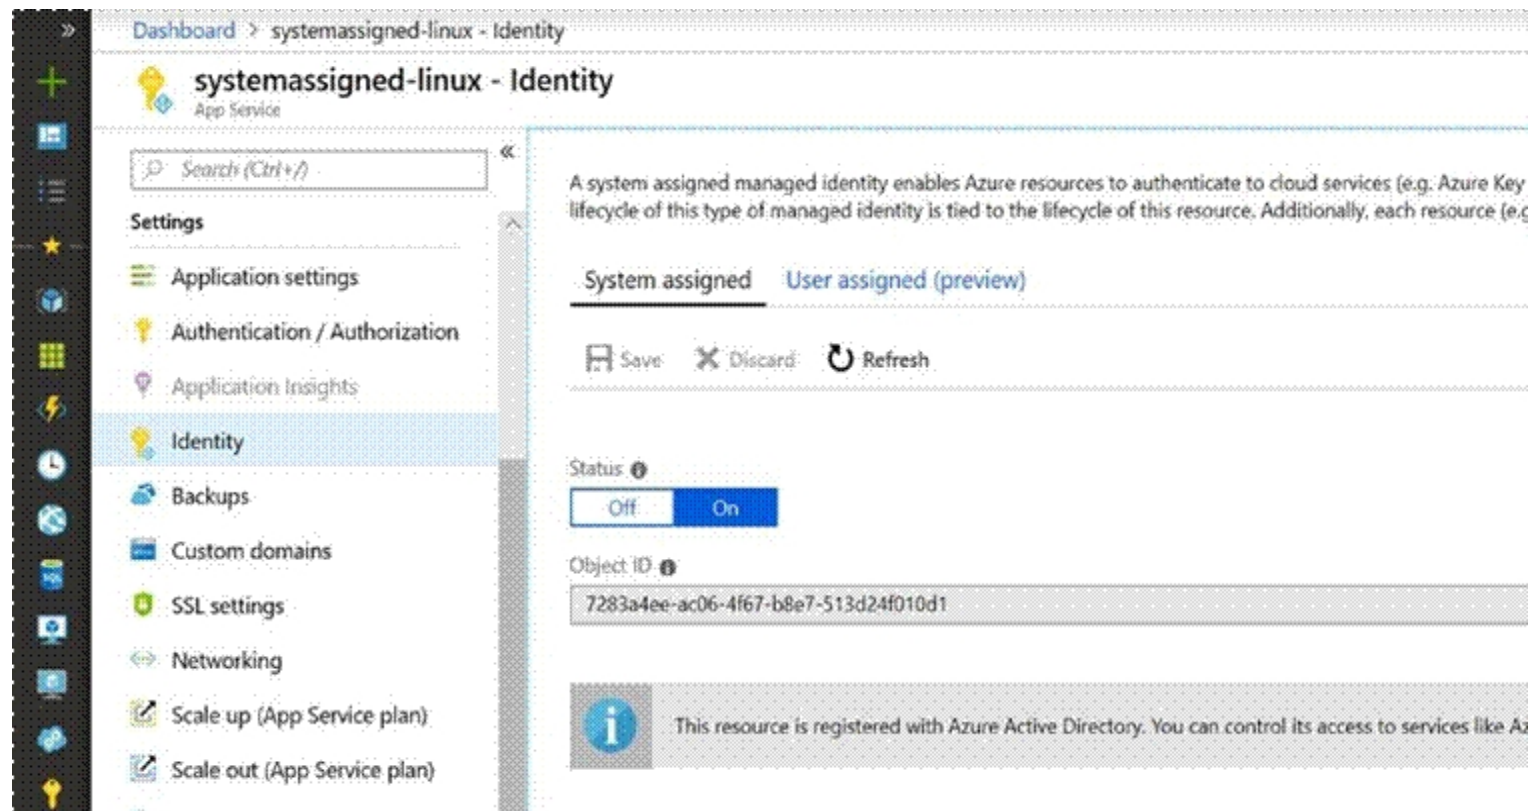 Dashboard > systemassigned-linux - Identity
systemassigned-linux - Identity
App Service
Search (Ctrl+/)
Settings
Application settings
Authentication / Authorization
Application Insights
Identity
Backups
Custom domains
SSL settings
Networking
Scale up (App Service plan)
Scale out (App Service plan)
A system assigned managed identity enables Azure resources to authenticate to cloud services (e.g. Azure Key
lifecycle of this type of managed identity is tied to the lifecycle of this resource. Additionally, each resource (e.g
System assigned User assigned (preview)
Save Discard Refresh
Status
Off On
Object ID
7283a4ee-ac06-4f67-b8e7-513d24f010d1
This resource is registered with Azure Active Directory. You can control its access to services like Az